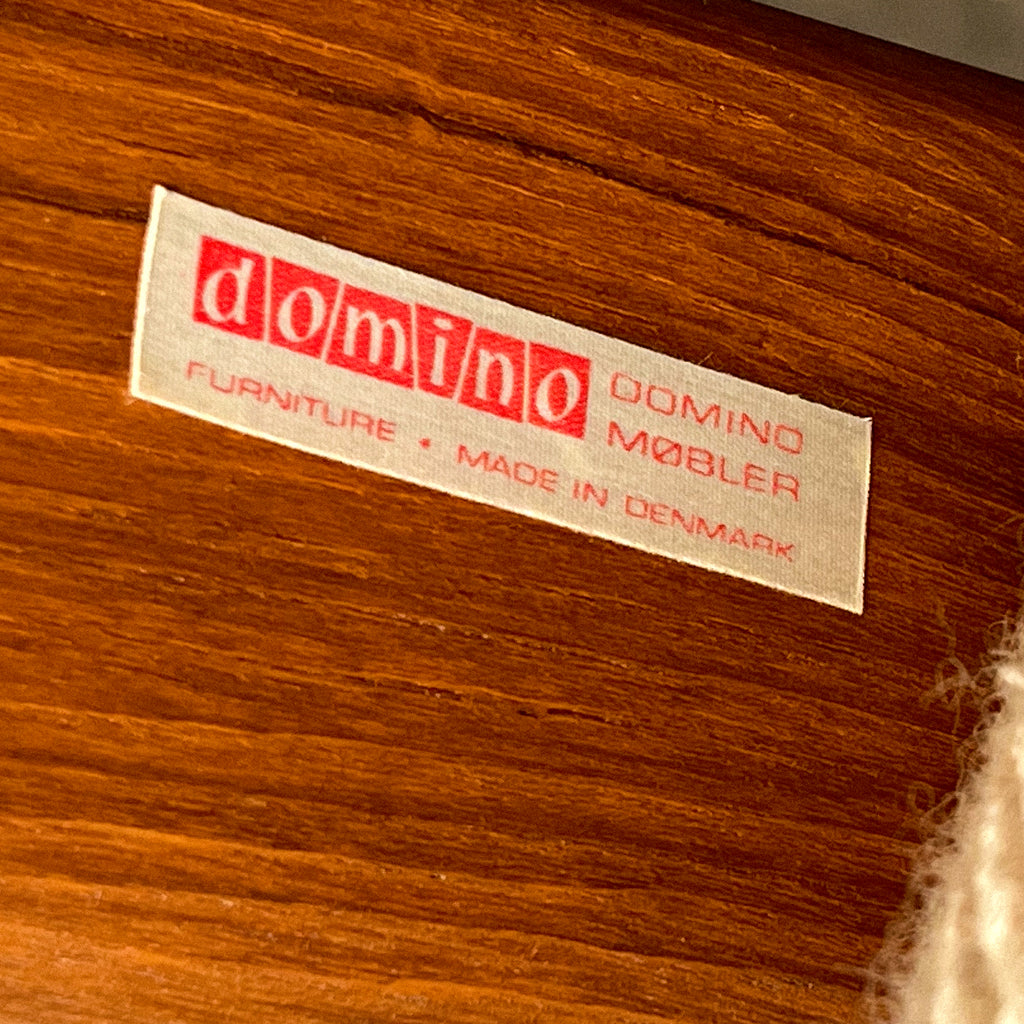 domino DOMINO MØBLER
FURNITURE • MADE IN DENMARK